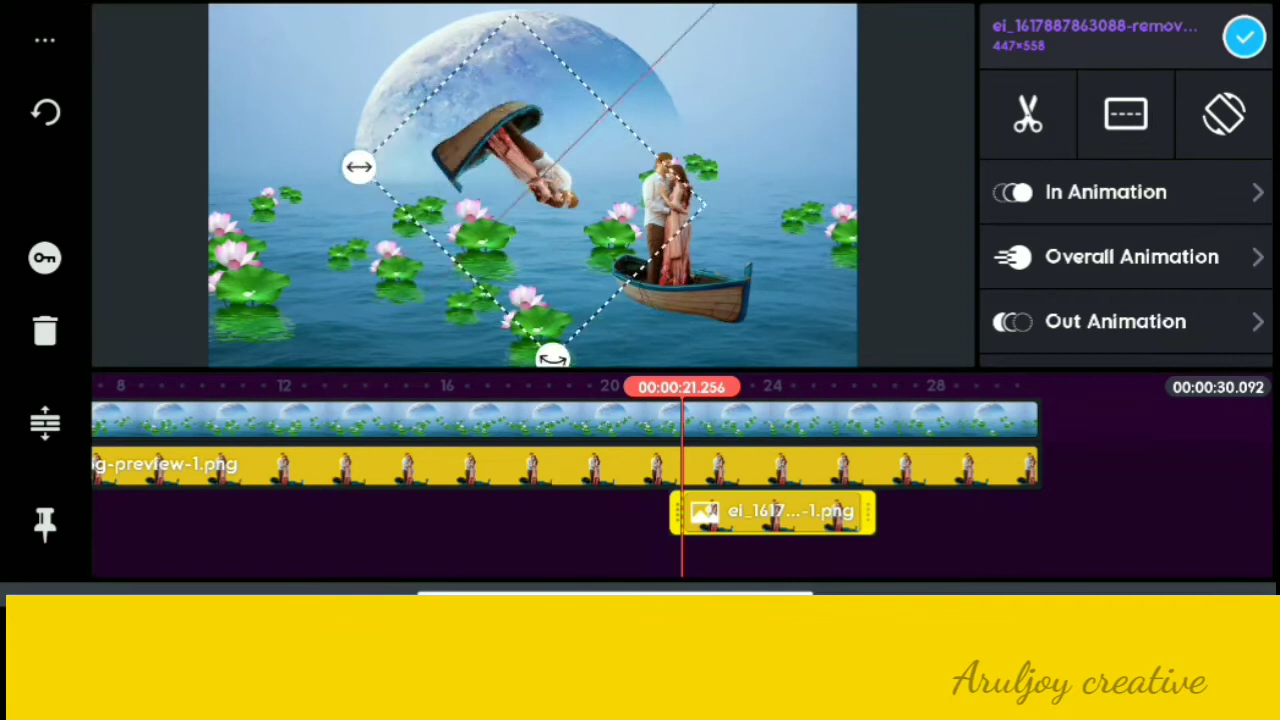 ei_1617887863088-remov...
447×558
In Animation
Overall Animation
Out Animation
8 12 16 20 00:00:21.256 24 28 00:00:30.092
g-preview-1.png
ei_1617...-1.png
Aruljoy creative